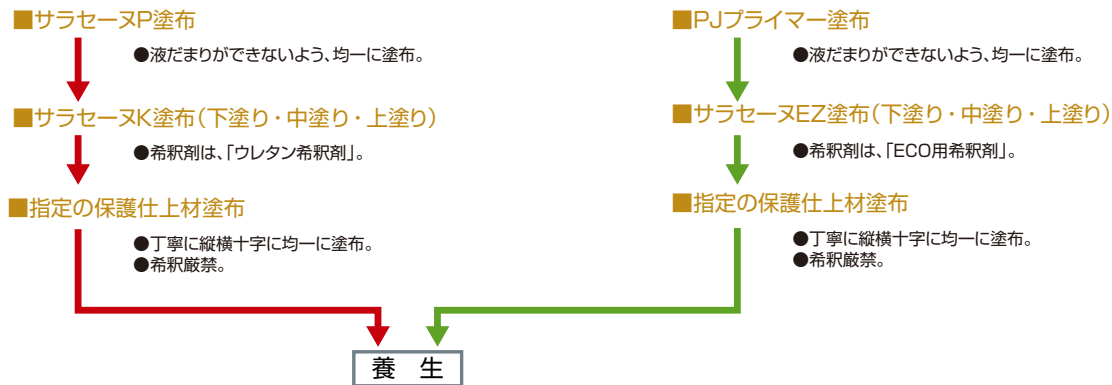 ■サラセーヌP塗布
●液だまりができないよう、均一に塗布。
■サラセーヌK塗布(下塗り・中塗り・上塗り)
●希釈剤は、「ウレタン希釈剤」。
■指定の保護仕上材塗布
●丁寧に縦横十字に均一に塗布。
●希釈厳禁。
■PJプライマー塗布
●液だまりができないよう、均一に塗布。
■サラセーヌEZ塗布(下塗り・中塗り・上塗り)
●希釈剤は、「ECO用希釈剤」。
■指定の保護仕上材塗布
●丁寧に縦横十字に均一に塗布。
●希釈厳禁。
養 生